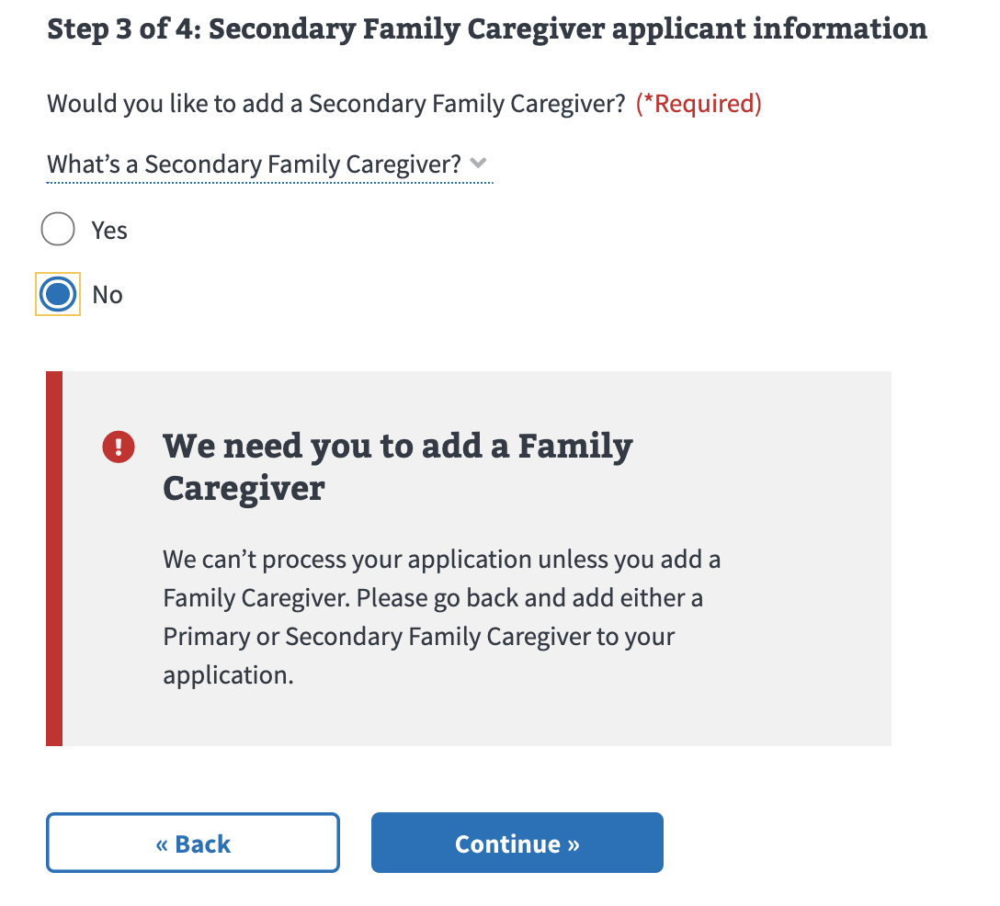 Step 3 of 4: Secondary Family Caregiver applicant information
Would you like to add a Secondary Family Caregiver? (*Required)
What’s a Secondary Family Caregiver?
Yes
No
We need you to add a Family
Caregiver
We can’t process your application unless you add a
Family Caregiver. Please go back and add either a
Primary or Secondary Family Caregiver to your
application.
« Back
Continue »